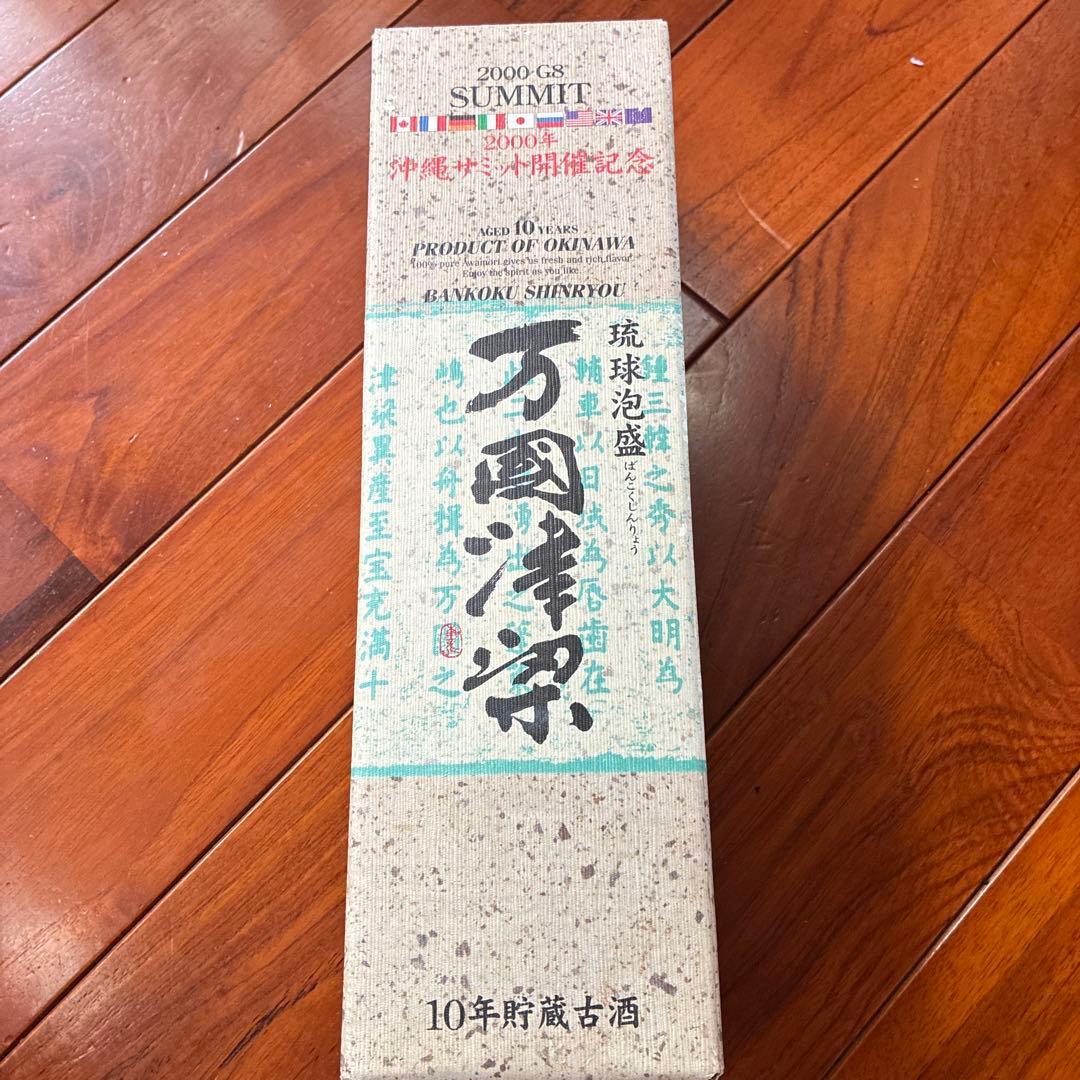 2000 G8
SUMMIT
2000年
沖縄サミット開催記念
AGED 10 YEARS
PRODUCT OF OKINAWA
100% pure Awamori gives us fresh and rich flavor.
Enjoy the spirit as you like
BANKOKU SHINRYOU
琉球泡盛
ばんこくしんりょう
万國津梁
鍾三韓之秀以大明為
輔車以日域為唇歯在
嶋也以舟楫為万國之
津梁異産至宝充満十
10年貯蔵古酒